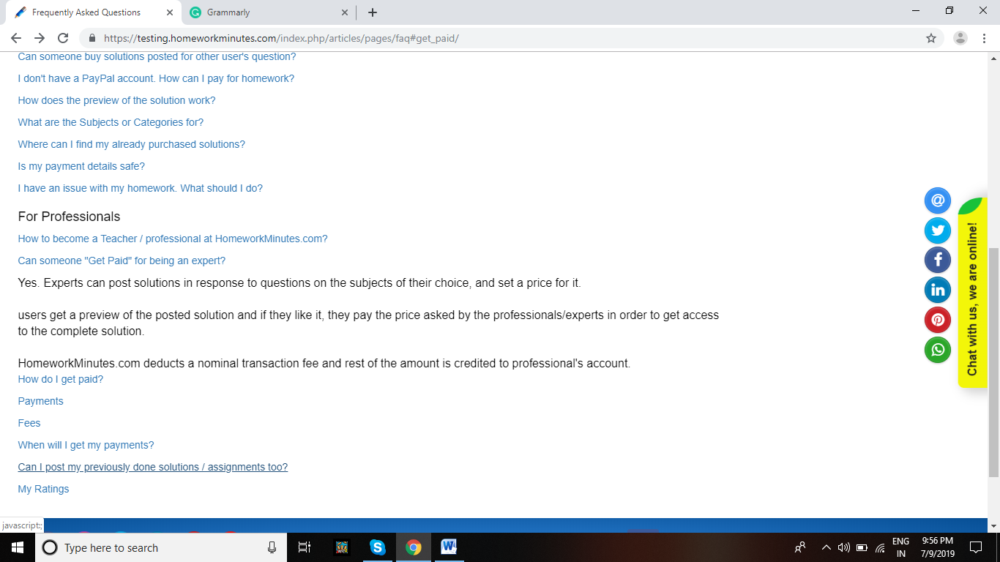 Frequently Asked Questions
Grammarly
https://testing.homeworkminutes.com/index.php/articles/pages/faq#get_paid/
Can someone buy solutions posted for other user's question?
I don't have a PayPal account. How can I pay for homework?
How does the preview of the solution work?
What are the Subjects or Categories for?
Where can I find my already purchased solutions?
Is my payment details safe?
I have an issue with my homework. What should I do?
For Professionals
How to become a Teacher / professional at HomeworkMinutes.com?
Can someone "Get Paid" for being an expert?
Yes. Experts can post solutions in response to questions on the subjects of their choice, and set a price for it.
users get a preview of the posted solution and if they like it, they pay the price asked by the professionals/experts in order to get access
to the complete solution.
HomeworkMinutes.com deducts a nominal transaction fee and rest of the amount is credited to professional's account.
How do I get paid?
Payments
Fees
When will I get my payments?
Can I post my previously done solutions / assignments too?
My Ratings
Chat with us, we are online!
javascript:;
Type here to search
ENG
IN
9:56 PM
7/9/2019